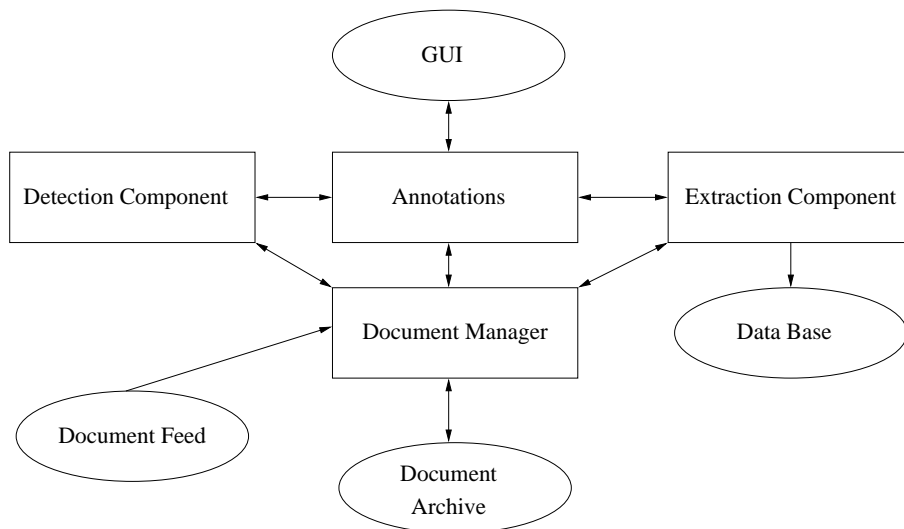 GUI
Detection Component
Annotations
Extraction Component
Document Manager
Data Base
Document Feed
Document
Archive